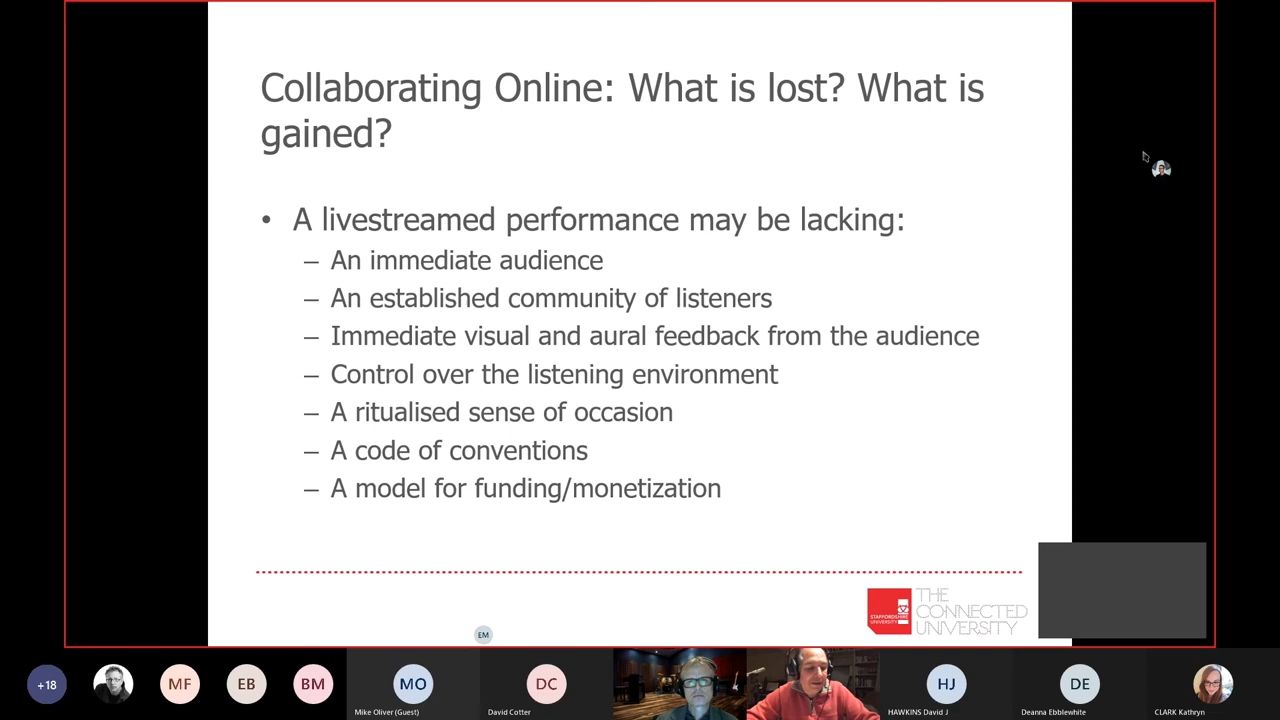 Collaborating Online: What is lost? What is
gained?
• A livestreamed performance may be lacking:
– An immediate audience
– An established community of listeners
– Immediate visual and aural feedback from the audience
– Control over the listening environment
– A ritualised sense of occasion
– A code of conventions
– A model for funding/monetization
STAFFORDSHIRE
UNIVERSITY
THE
CONNECTED
UNIVERSITY
EM
+18
MF
EB
BM
MO
DC
HJ
DE
Mike Oliver (Guest)
David Cotter
HAWKINS David J
Deanna Ebblewhite
CLARK Kathryn